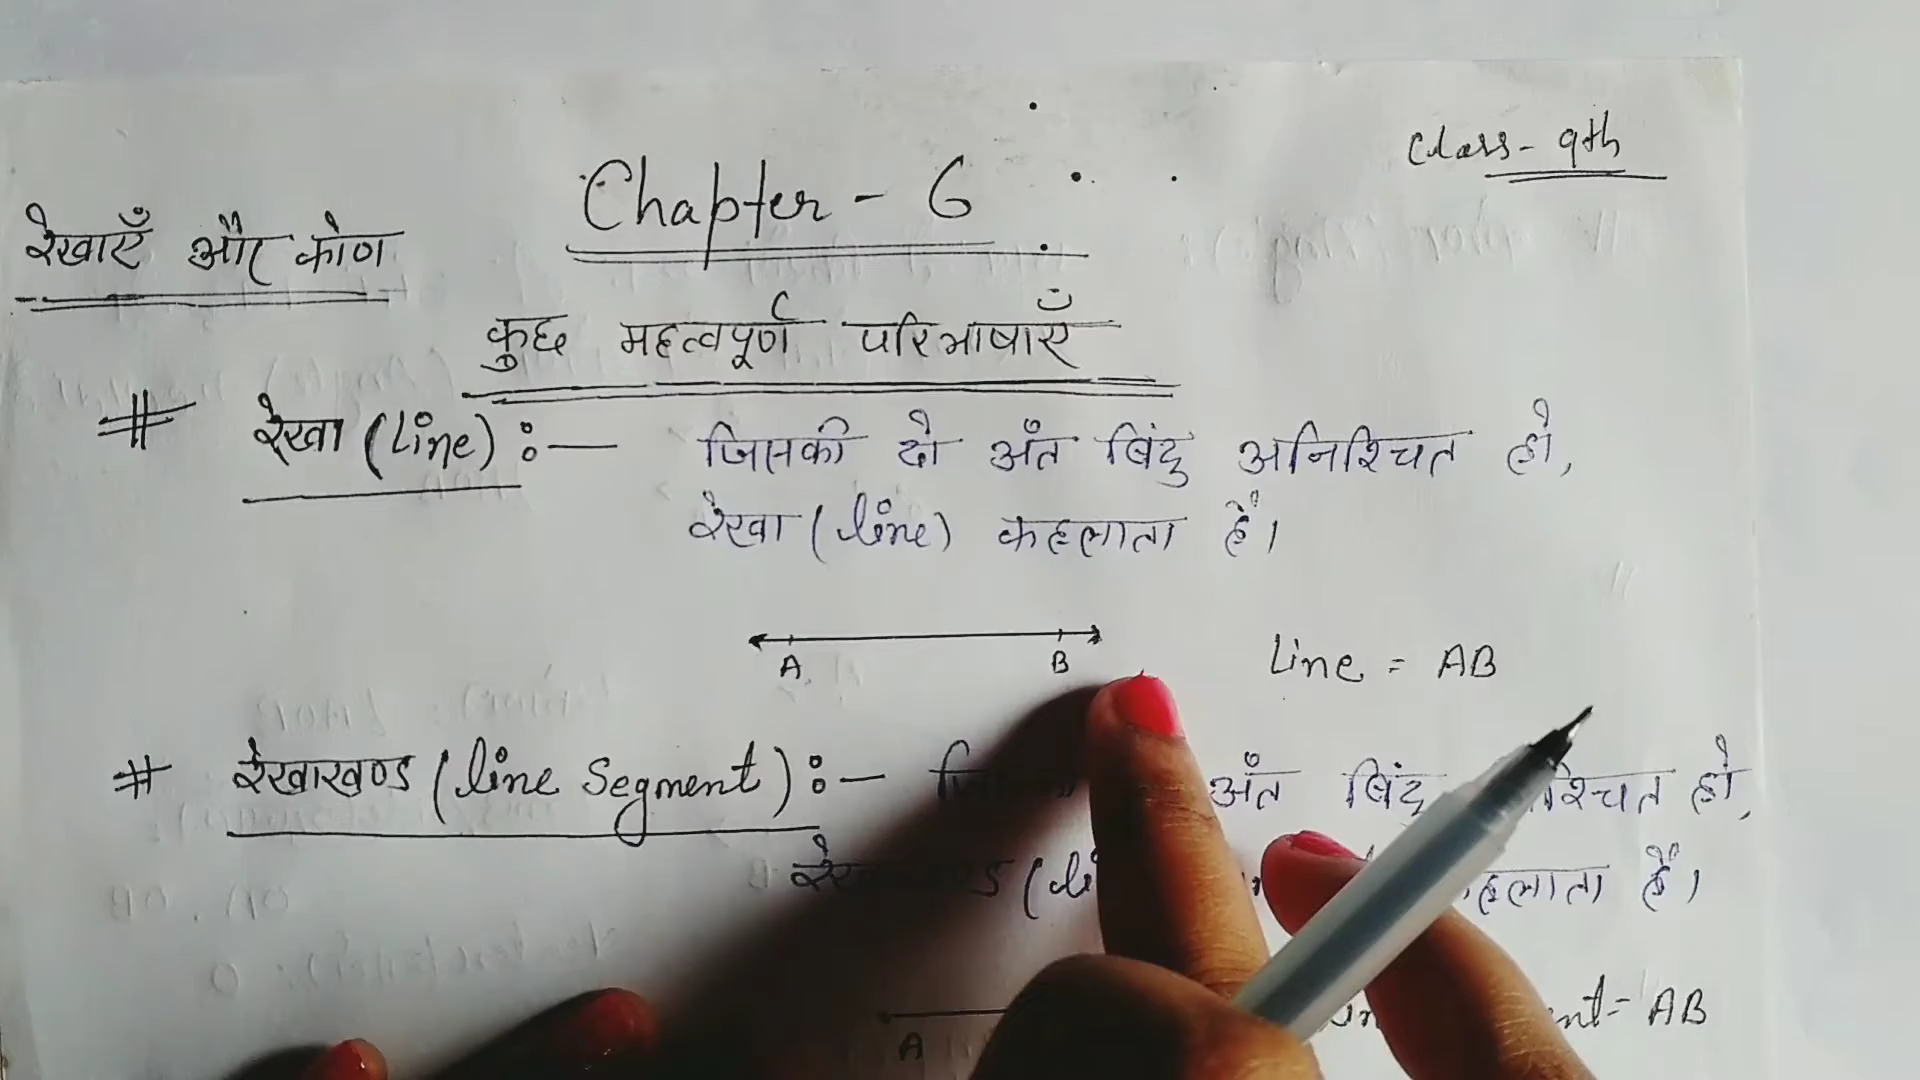 Class - 9th
Chapter - 6
रेखाएँ और कोण
कुछ महत्वपूर्ण परिभाषाएँ
# रेखा (Line) :- जिसकी दो अंत बिंदु अनिश्चित हो,
रेखा (line) कहलाता है।
A B Line = AB
# रेखाखण्ड (line segment) :- अंत बिंदु हो,
है।
A = AB